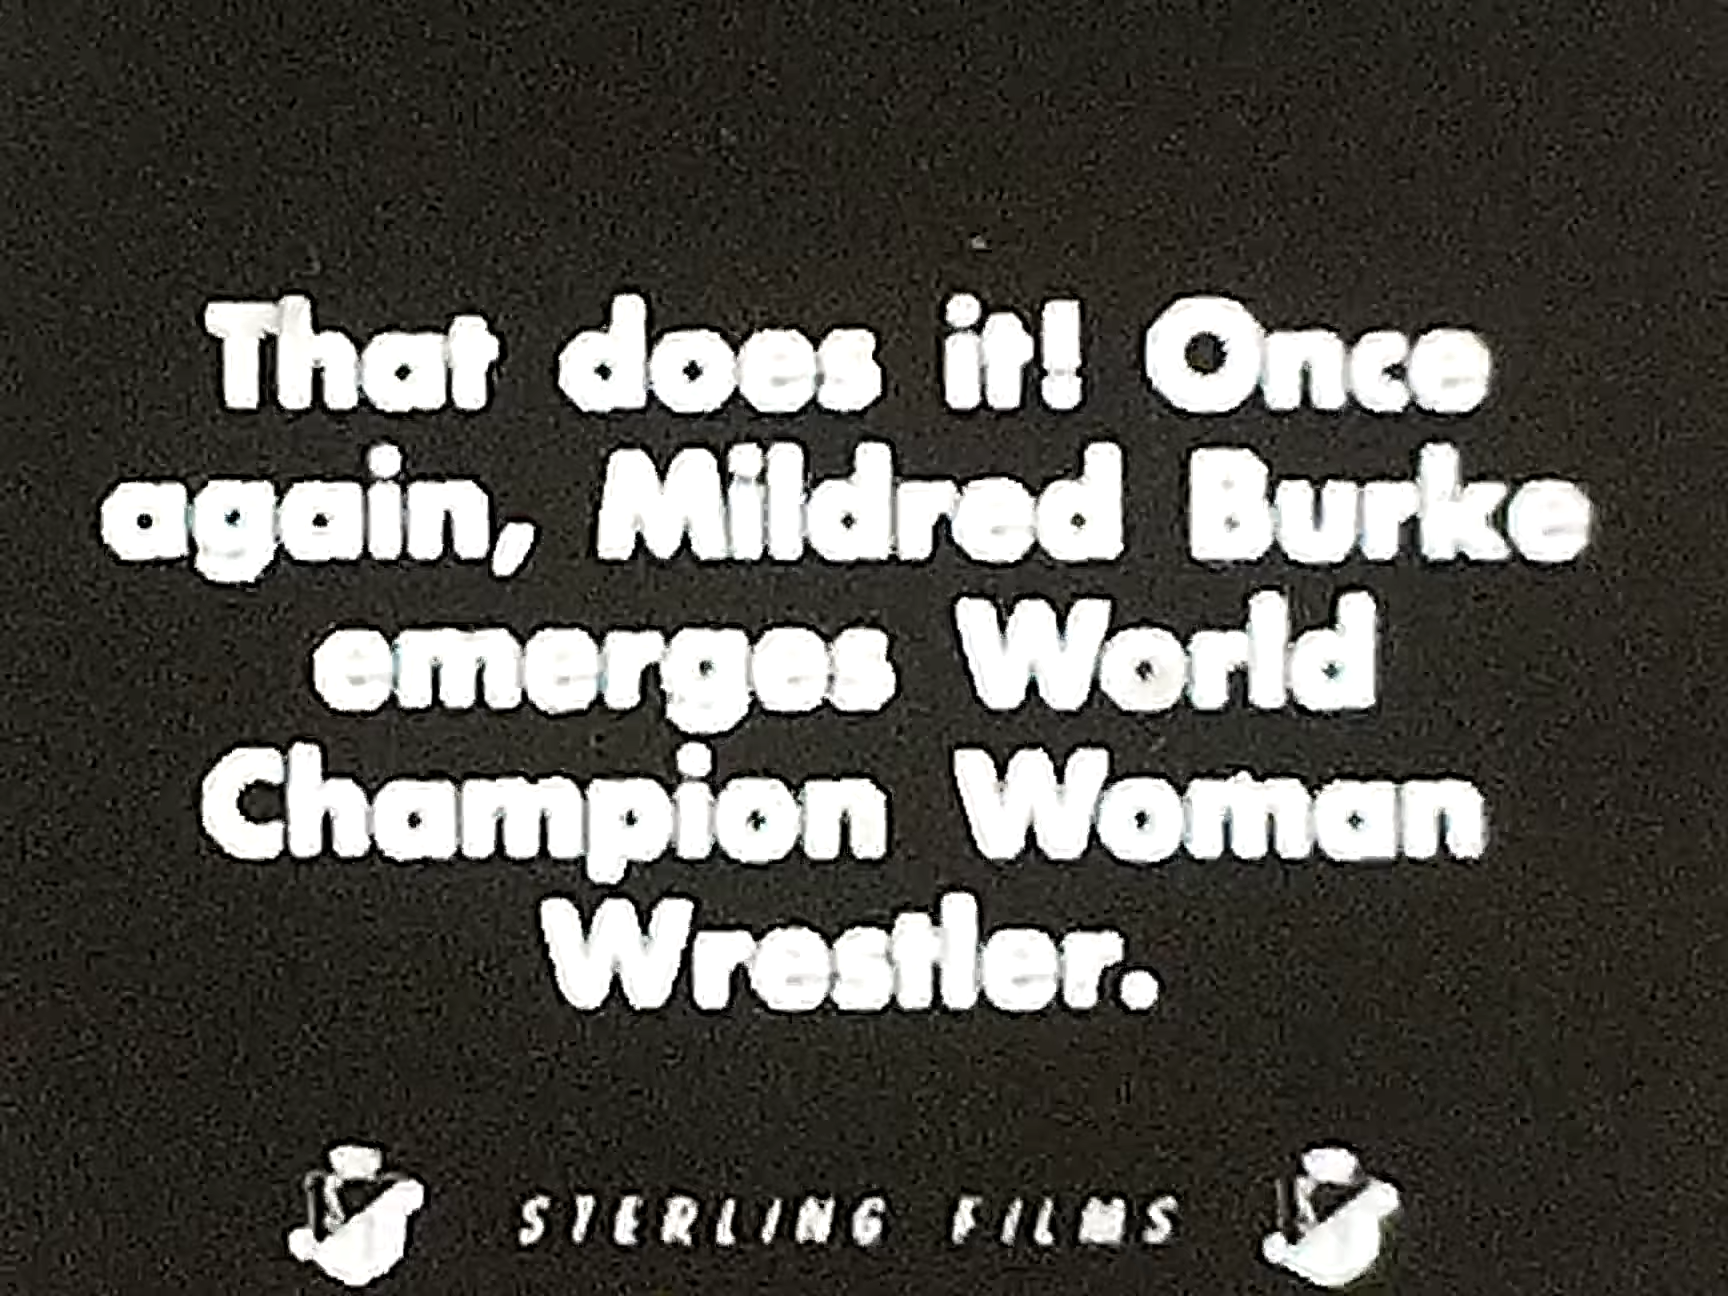 That does it! Once
again, Mildred Burke
emerges World
Champion Woman
Wrestler.
STERLING FILMS